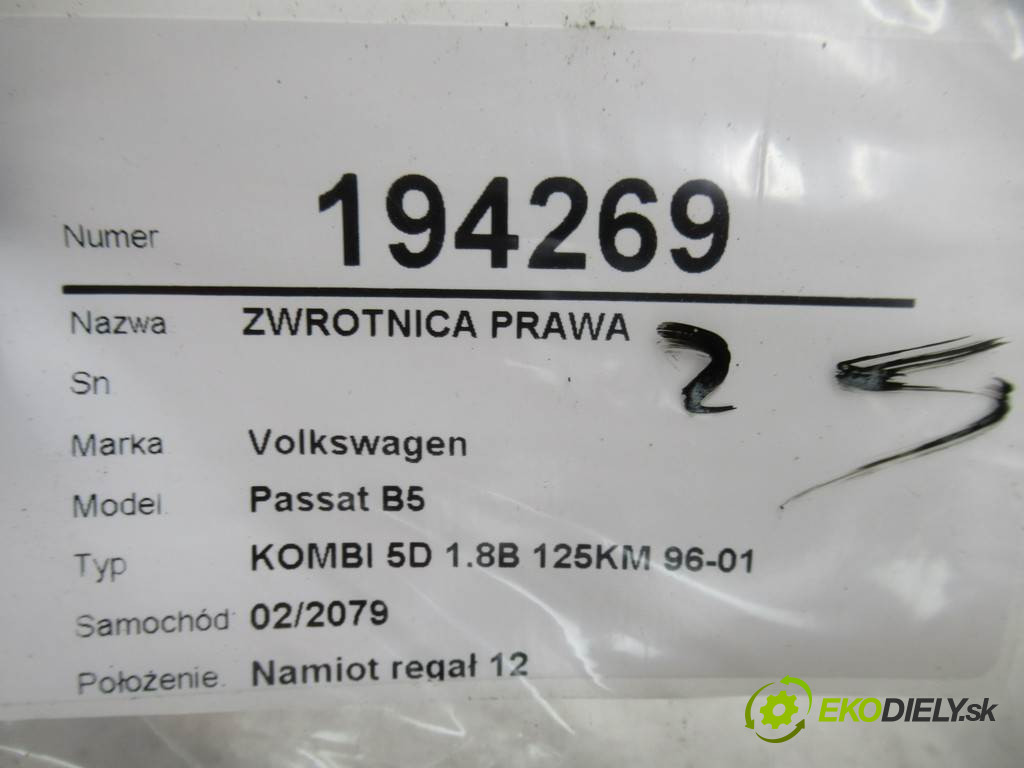 Numer 194269
Nazwa ZWROTNICA PRAWA 2 5
Sn
Marka Volkswagen
Model Passat B5
Typ KOMBI 5D 1.8B 125KM 96-01
Samochód 02/2079
Położenie Namiot regał 12
EKODIELY.sk